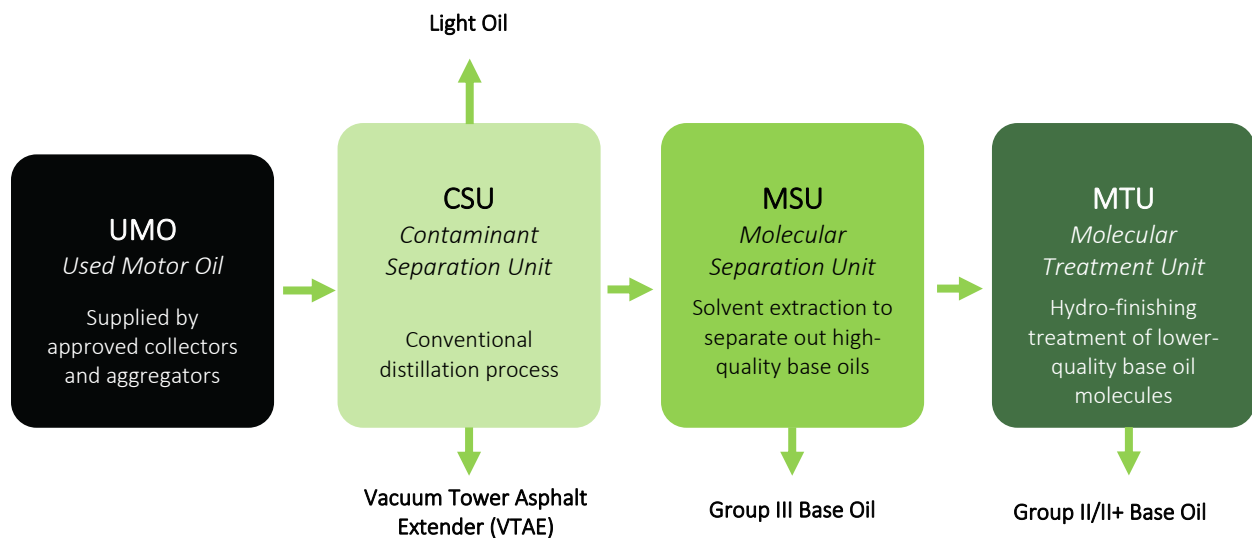 Light Oil
UMO
Used Motor Oil
Supplied by
approved collectors
and aggregators
CSU
Contaminant
Separation Unit
Conventional
distillation process
MSU
Molecular
Separation Unit
Solvent extraction to
separate out high-
quality base oils
MTU
Molecular
Treatment Unit
Hydro-finishing
treatment of lower-
quality base oil
molecules
Vacuum Tower Asphalt
Extender (VTAE)
Group III Base Oil
Group II/II+ Base Oil